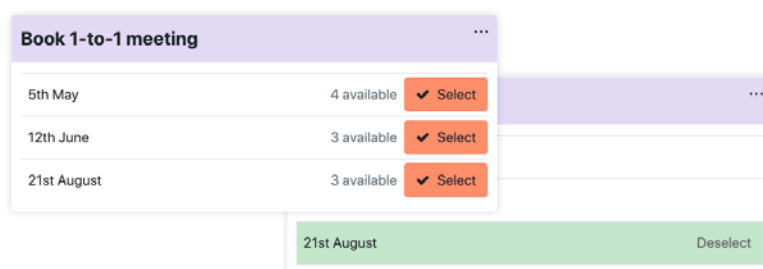 Book 1-to-1 meeting ...
5th May 4 available ✔ Select
12th June 3 available ✔ Select
21st August 3 available ✔ Select
...
21st August Deselect